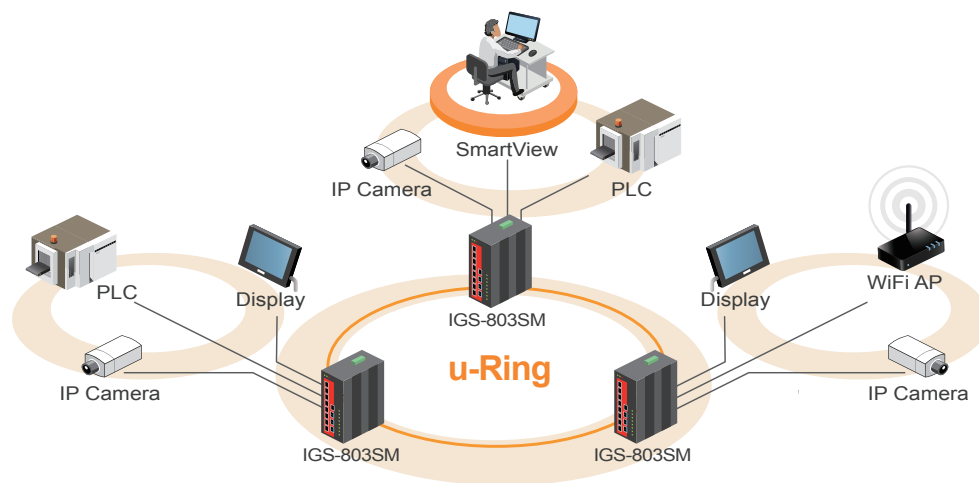 SmartView
IP Camera
PLC
WiFi AP
PLC
Display
Display
IGS-803SM
u-Ring
IP Camera
IP Camera
IGS-803SM
IGS-803SM